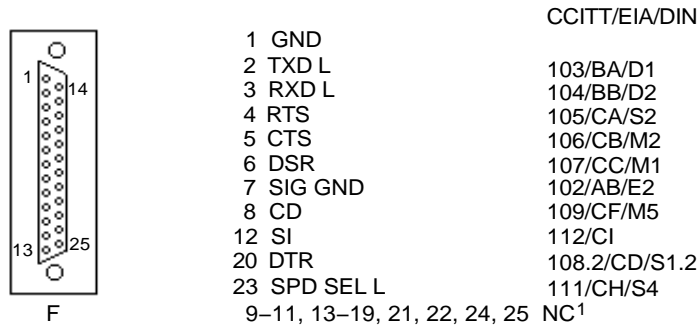 CCITT/EIA/DIN
1 GND
2 TXD L 103/BA/D1
3 RXD L 104/BB/D2
4 RTS 105/CA/S2
5 CTS 106/CB/M2
6 DSR 107/CC/M1
7 SIG GND 102/AB/E2
8 CD 109/CF/M5
12 SI 112/CI
20 DTR 108.2/CD/S1.2
23 SPD SEL L 111/CH/S4
9–11, 13–19, 21, 22, 24, 25 NC1
1
14
13
25
F